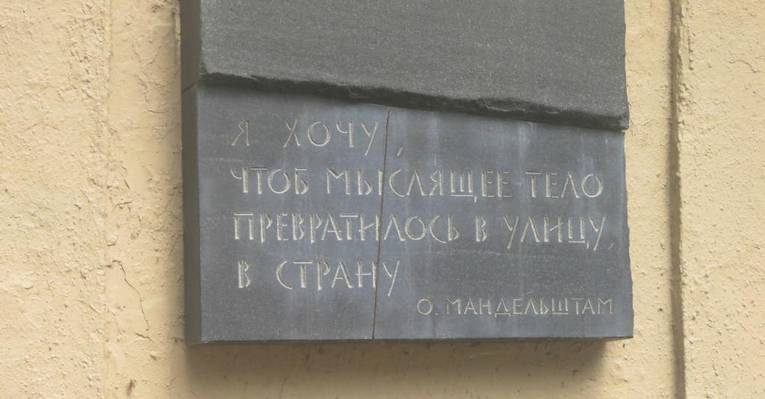 Я ХОЧУ,
ЧТОБ МЫСЛЯЩЕЕ ТЕЛО
ПРЕВРАТИЛОСЬ В УЛИЦУ,
В СТРАНУ
О. МАНДЕЛЬШТАМ